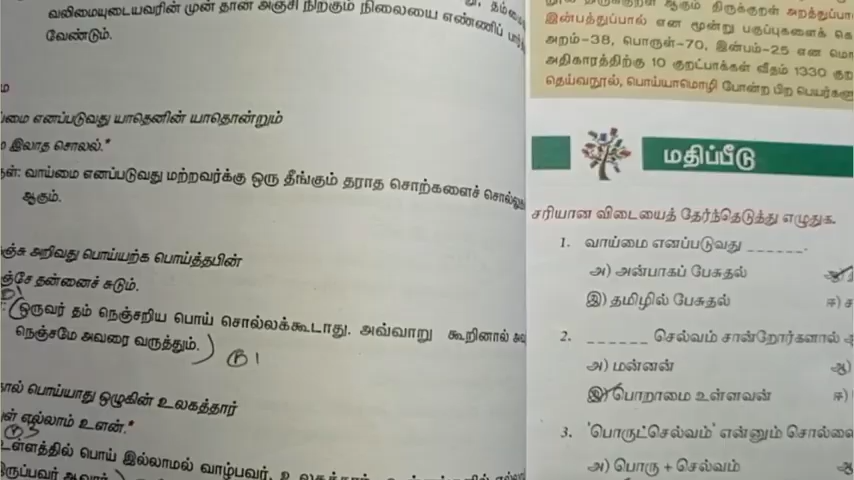 வலிமையுடையவரின் முன் தான் அஞ்சி நிற்கும் நிலையை எண்ணிப்
வேண்டும்.
எனப்படுவது யாதெனின் யாதொன்றும்
இலாத சொலல்.*
வாய்மை எனப்படுவது மற்றவர்க்கு ஒரு தீங்கும் தராத சொற்களைச்
ஆகும்.
அறிவது பொய்யற்க பொய்த்தபின்
தன்னைச் சுடும்.
ஒருவர் தம் நெஞ்சறிய பொய் சொல்லக்கூடாது. அவ்வாறு கூறினால்
நெஞ்சமே அவரை வருத்தும்.
பொய்யாது ஒழுகின் உலகத்தார்
எல்லாம் உளன்.*
உள்ளத்தில் பொய் இல்லாமல் வாழ்பவர்,
இன்பத்துப்பால் என மூன்று பகுப்புகளைக்
அறம்-38, பொருள்-70, இன்பம்-25 என
அதிகாரத்திற்கு 10 குறட்பாக்கள் வீதம் 1330
தெய்வநூல், பொய்யாமொழி போன்ற பிற
மதிப்பீடு
சரியான விடையைத் தேர்ந்தெடுத்து எழுதுக.
1. வாய்மை எனப்படுவது ______.
அ) அன்பாகப் பேசுதல்
இ) தமிழில் பேசுதல் ஈ)
2. ______ செல்வம் சான்றோர்களால்
அ) மன்னன் ஆ)
இ) பொறாமை உள்ளவன் ஈ)
3. 'பொருட்செல்வம்' என்னும்
அ) பொரு + செல்வம் ஆ)